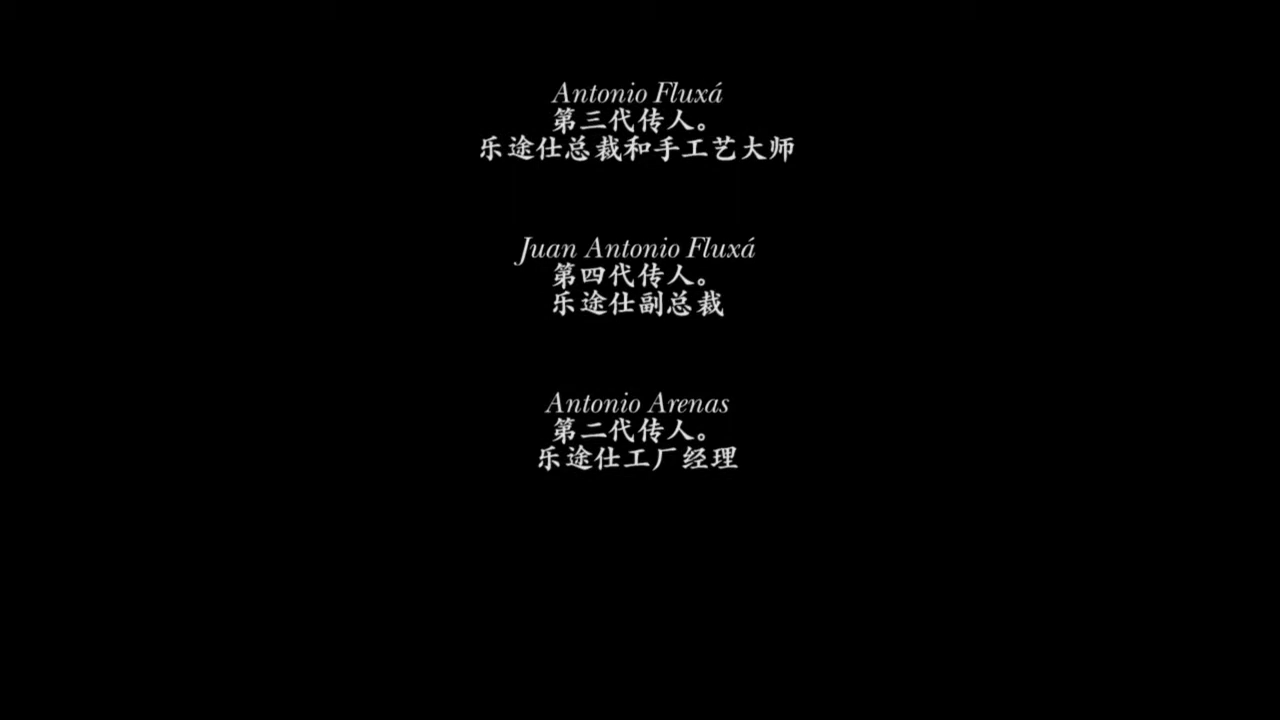 Antonio Fluxá
第三代传人。
乐途仕总裁和手工艺大师
Juan Antonio Fluxá
第四代传人。
乐途仕副总裁
Antonio Arenas
第二代传人。
乐途仕工厂经理